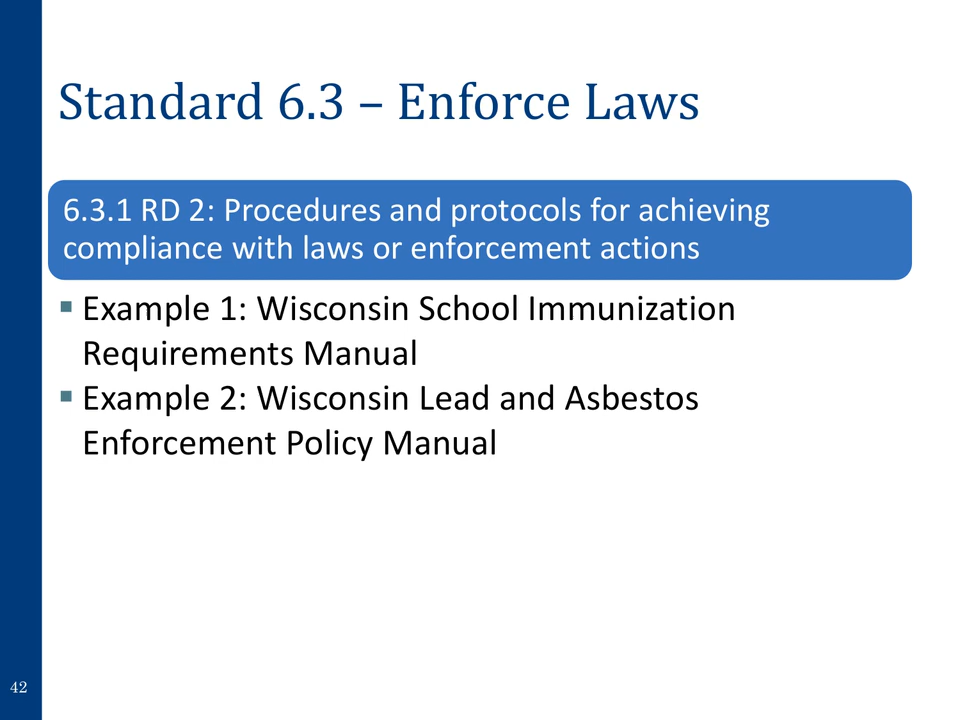 Standard 6.3 – Enforce Laws
6.3.1 RD 2: Procedures and protocols for achieving
compliance with laws or enforcement actions
▪ Example 1: Wisconsin School Immunization
Requirements Manual
▪ Example 2: Wisconsin Lead and Asbestos
Enforcement Policy Manual
42